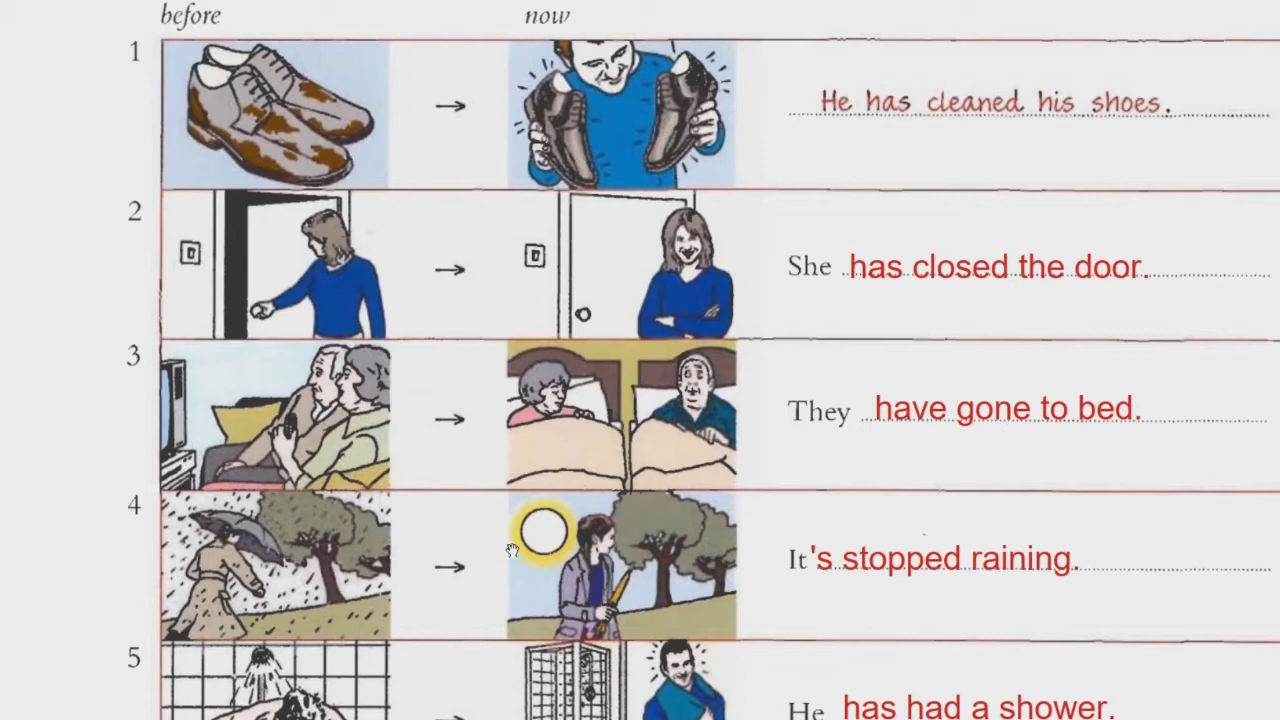 before now
1 He has cleaned his shoes.
2 She has closed the door.
3 They have gone to bed.
4 It's stopped raining.
5 He has had a shower.